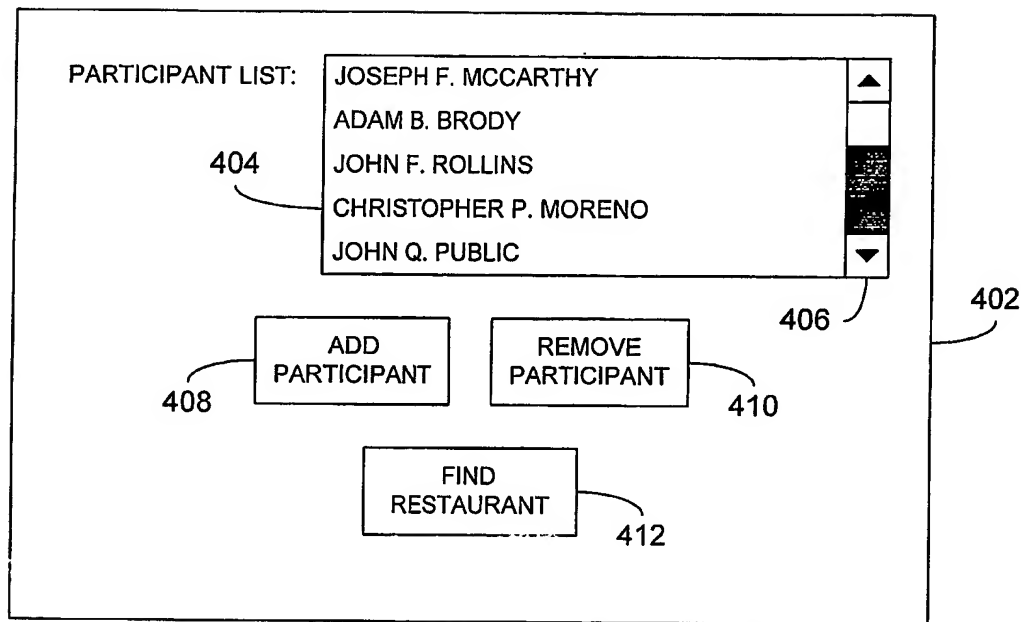 PARTICIPANT LIST:
JOSEPH F. MCCARTHY
ADAM B. BRODY
JOHN F. ROLLINS
404
CHRISTOPHER P. MORENO
JOHN Q. PUBLIC
406
402
ADD
PARTICIPANT
REMOVE
PARTICIPANT
408
410
FIND
RESTAURANT
412